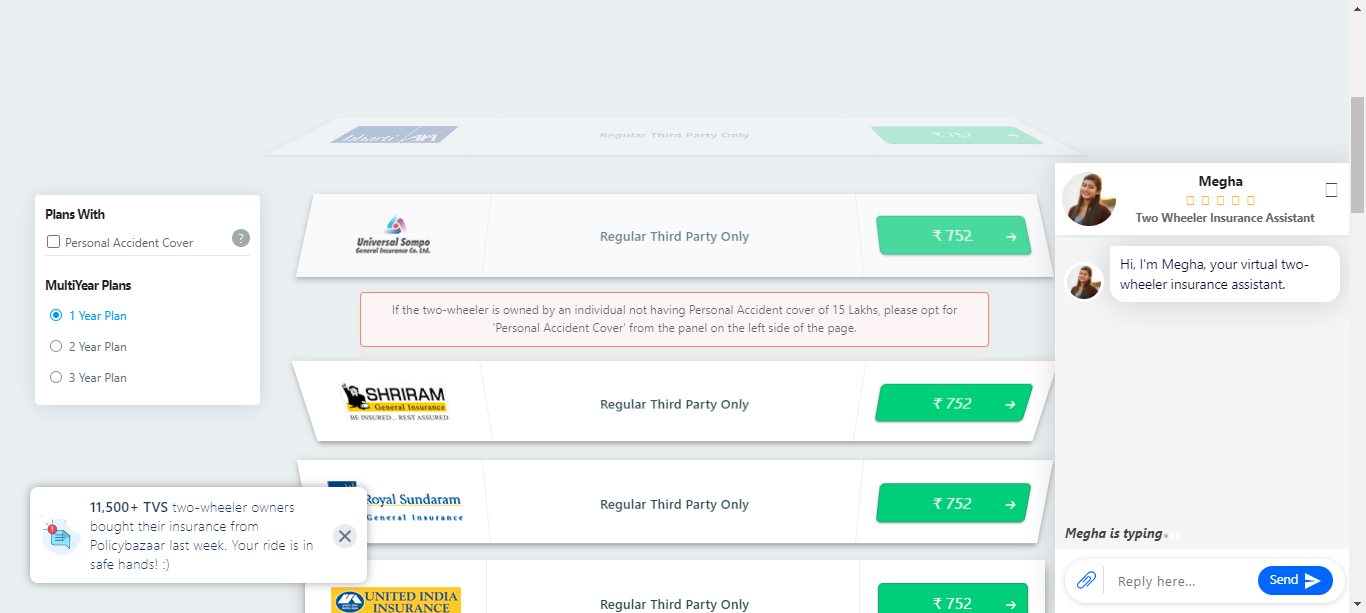 bharti AXA
Regular Third Party Only
₹ 752
Plans With
Personal Accident Cover
?
MultiYear Plans
1 Year Plan
2 Year Plan
3 Year Plan
Universal Sompo
General Insurance Co. Ltd.
Regular Third Party Only
₹ 752
If the two-wheeler is owned by an individual not having Personal Accident cover of 15 Lakhs, please opt for
'Personal Accident Cover' from the panel on the left side of the page.
SHRIRAM
General Insurance
BE INSURED... REST ASSURED
Regular Third Party Only
₹ 752
Royal Sundaram
General Insurance
Regular Third Party Only
₹ 752
UNITED INDIA
INSURANCE
Regular Third Party Only
₹ 752
11,500+ TVS two-wheeler owners
bought their insurance from
Policybazaar last week. Your ride is in
safe hands! :)
Megha
Two Wheeler Insurance Assistant
Hi, I'm Megha, your virtual two-
wheeler insurance assistant.
Megha is typing
Reply here...
Send